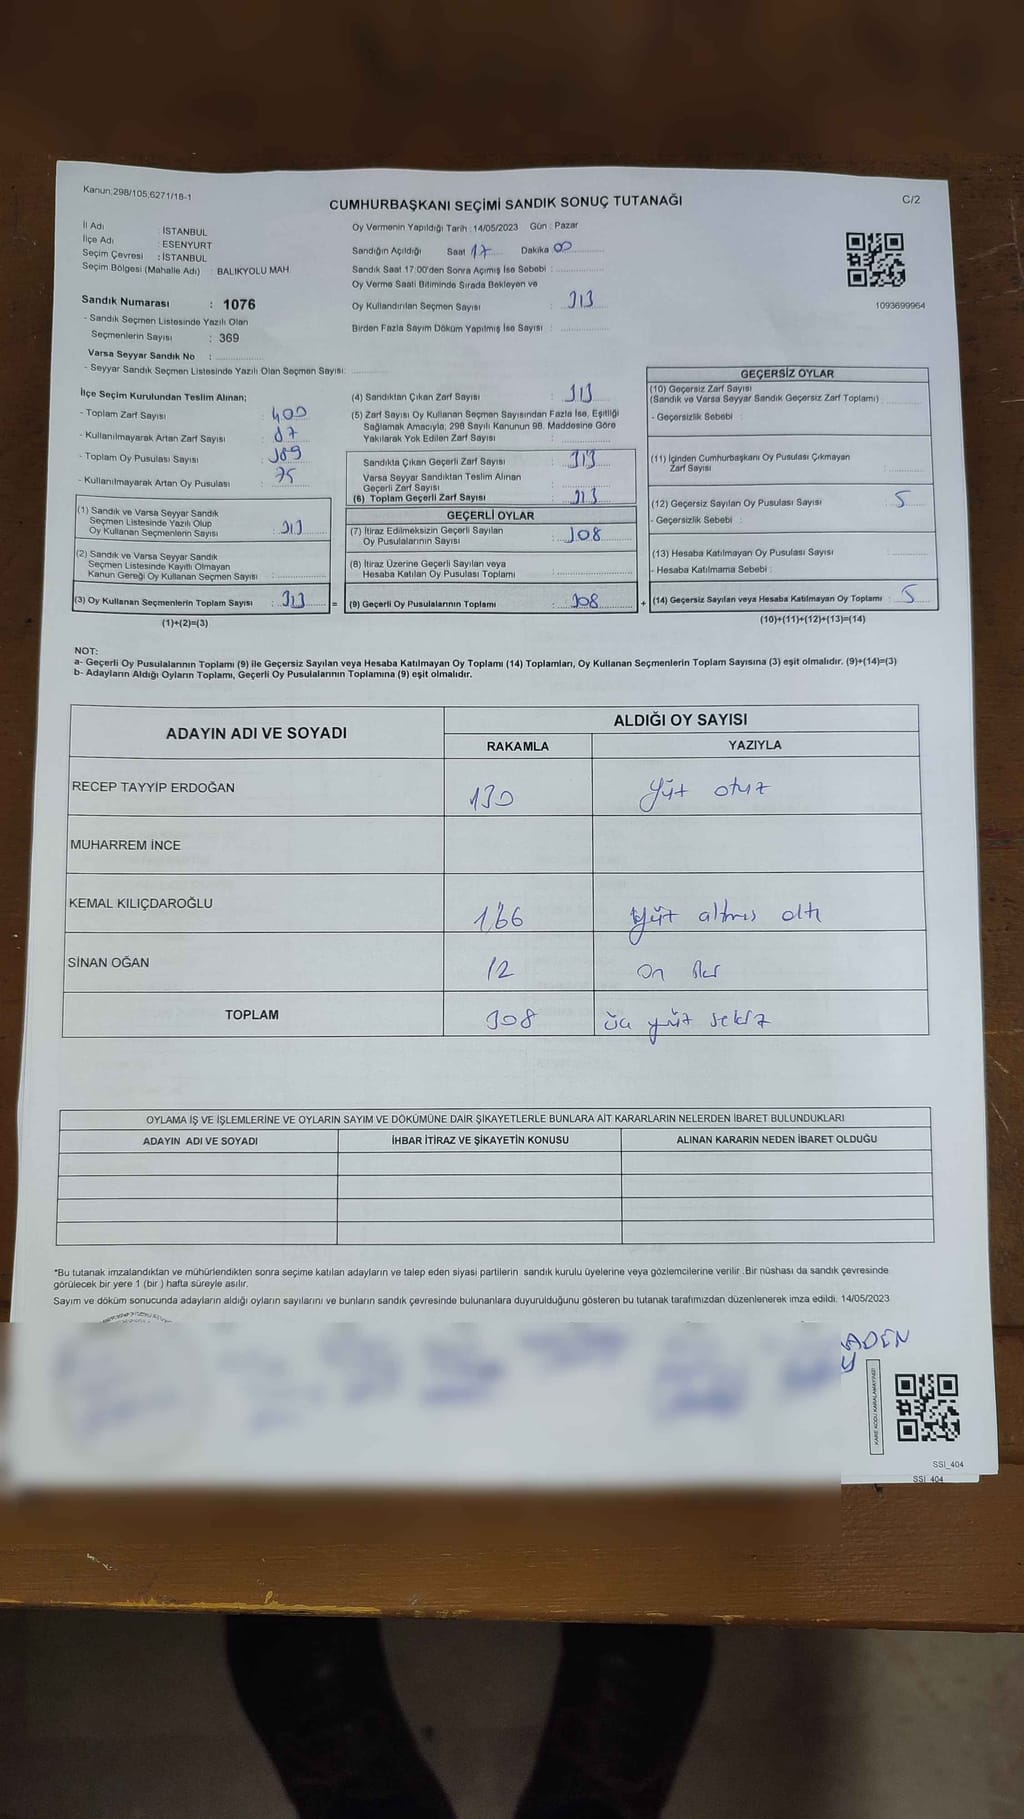 Kanun:298/105,6271/18-1
CUMHURBAŞKANI SEÇİMİ SANDIK SONUÇ TUTANAĞI
C/2
İl Adı : İSTANBUL
İlçe Adı : ESENYURT
Seçim Çevresi : İSTANBUL
Seçim Bölgesi (Mahalle Adı) : BALIKYOLU MAH.
Sandık Numarası : 1076
- Sandık Seçmen Listesinde Yazılı Olan
Seçmenlerin Sayısı : 369
Varsa Seyyar Sandık No :
- Seyyar Sandık Seçmen Listesinde Yazılı Olan Seçmen Sayısı:
Oy Vermenin Yapıldığı Tarih : 14/05/2023 Gün : Pazar
Sandığın Açıldığı Saat 17 Dakika 00
Sandık Saat 17:00'den Sonra Açımış İse Sebebi :
Oy Verme Saati Bitiminde Sırada Bekleyen ve
Oy Kullandırılan Seçmen Sayısı : 313
Birden Fazla Sayım Döküm Yapılmış İse Sayısı :
1093699964
İlçe Seçim Kurulundan Teslim Alınan;
- Toplam Zarf Sayısı : 400
- Kullanılmayarak Artan Zarf Sayısı : 87
- Toplam Oy Pusulası Sayısı : 389
- Kullanılmayarak Artan Oy Pusulası : 75
(1) Sandık ve Varsa Seyyar Sandık
Seçmen Listesinde Yazılı Olup
Oy Kullanan Seçmenlerin Sayısı : 313
(2) Sandık ve Varsa Seyyar Sandık
Seçmen Listesinde Kayıtlı Olmayan
Kanun Gereği Oy Kullanan Seçmen Sayısı :
(3) Oy Kullanan Seçmenlerin Toplam Sayısı : 313 =
(1)+(2)=(3)
(4) Sandıktan Çıkan Zarf Sayısı : 313
(5) Zarf Sayısı Oy Kullanan Seçmen Sayısından Fazla İse, Eşitliği
Sağlamak Amacıyla, 298 Sayılı Kanunun 98. Maddesine Göre
Yakılarak Yok Edilen Zarf Sayısı :
Sandıkta Çıkan Geçerli Zarf Sayısı : 313
Varsa Seyyar Sandıktan Teslim Alınan
Geçerli Zarf Sayısı :
(6) Toplam Geçerli Zarf Sayısı : 313
GEÇERLİ OYLAR
(7) İtiraz Edilmeksizin Geçerli Sayılan
Oy Pusulalarının Sayısı : 308
(8) İtiraz Üzerine Geçerli Sayılan veya
Hesaba Katılan Oy Pusulası Toplamı :
(9) Geçerli Oy Pusulalarının Toplamı : 308 +
GEÇERSİZ OYLAR
(10) Geçersiz Zarf Sayısı
(Sandık ve Varsa Seyyar Sandık Geçersiz Zarf Toplamı) :
- Geçersizlik Sebebi :
(11) İçinden Cumhurbaşkanı Oy Pusulası Çıkmayan
Zarf Sayısı :
(12) Geçersiz Sayılan Oy Pusulası Sayısı : 5
- Geçersizlik Sebebi :
(13) Hesaba Katılmayan Oy Pusulası Sayısı :
- Hesaba Katılmama Sebebi :
(14) Geçersiz Sayılan veya Hesaba Katılmayan Oy Toplamı : 5
(10)+(11)+(12)+(13)=(14)
NOT:
a- Geçerli Oy Pusulalarının Toplamı (9) ile Geçersiz Sayılan veya Hesaba Katılmayan Oy Toplamı (14) Toplamları, Oy Kullanan Seçmenlerin Toplam Sayısına (3) eşit olmalıdır. (9)+(14)=(3)
b- Adayların Aldığı Oyların Toplamı, Geçerli Oy Pusulalarının Toplamına (9) eşit olmalıdır.
ADAYIN ADI VE SOYADI ALDIĞI OY SAYISI
RAKAMLA YAZIYLA
RECEP TAYYİP ERDOĞAN 130 Yüz otuz
MUHARREM İNCE
KEMAL KILIÇDAROĞLU 166 Yüz altmış altı
SİNAN OĞAN 12 on iki
TOPLAM 308 üç yüz sekiz
OYLAMA İŞ VE İŞLEMLERİNE VE OYLARIN SAYIM VE DÖKÜMÜNE DAİR ŞİKAYETLERLE BUNLARA AİT KARARLARIN NELERDEN İBARET BULUNDUKLARI
ADAYIN ADI VE SOYADI İHBAR İTİRAZ VE ŞİKAYETİN KONUSU ALINAN KARARIN NEDEN İBARET OLDUĞU
*Bu tutanak imzalandıktan ve mühürlendikten sonra seçime katılan adayların ve talep eden siyasi partilerin sandık kurulu üyelerine veya gözlemcilerine verilir. Bir nüshası da sandık çevresinde
görülecek bir yere 1 (bir ) hafta süreyle asılır.
Sayım ve döküm sonucunda adayların aldığı oyların sayılarını ve bunların sandık çevresinde bulunanlara duyurulduğunu gösteren bu tutanak tarafımızdan düzenlenerek imza edildi. 14/05/2023
ADEN
KARE KODU KARALAMAYINIZ!
SSI_404
SSI_404